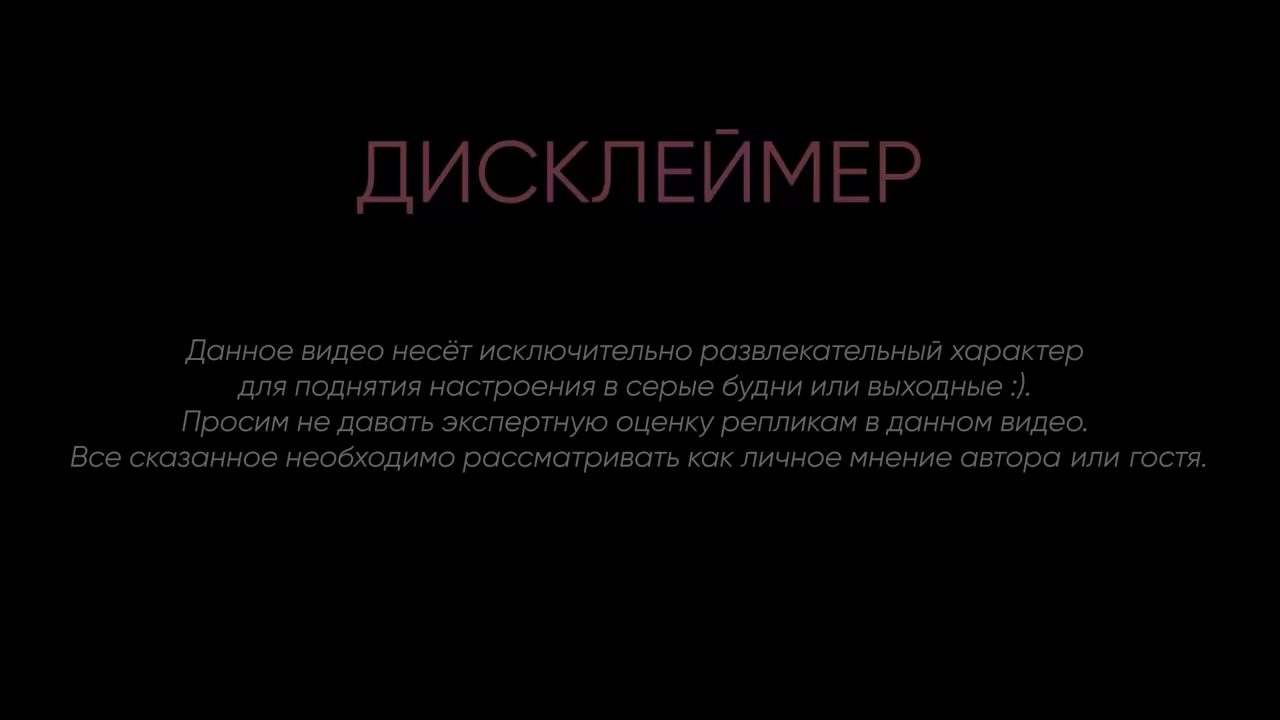 ДИСКЛЕЙМЕР
Данное видео несёт исключительно развлекательный характер
для поднятия настроения в серые будни или выходные :).
Просим не давать экспертную оценку репликам в данном видео.
Все сказанное необходимо рассматривать как личное мнение автора или гостя.